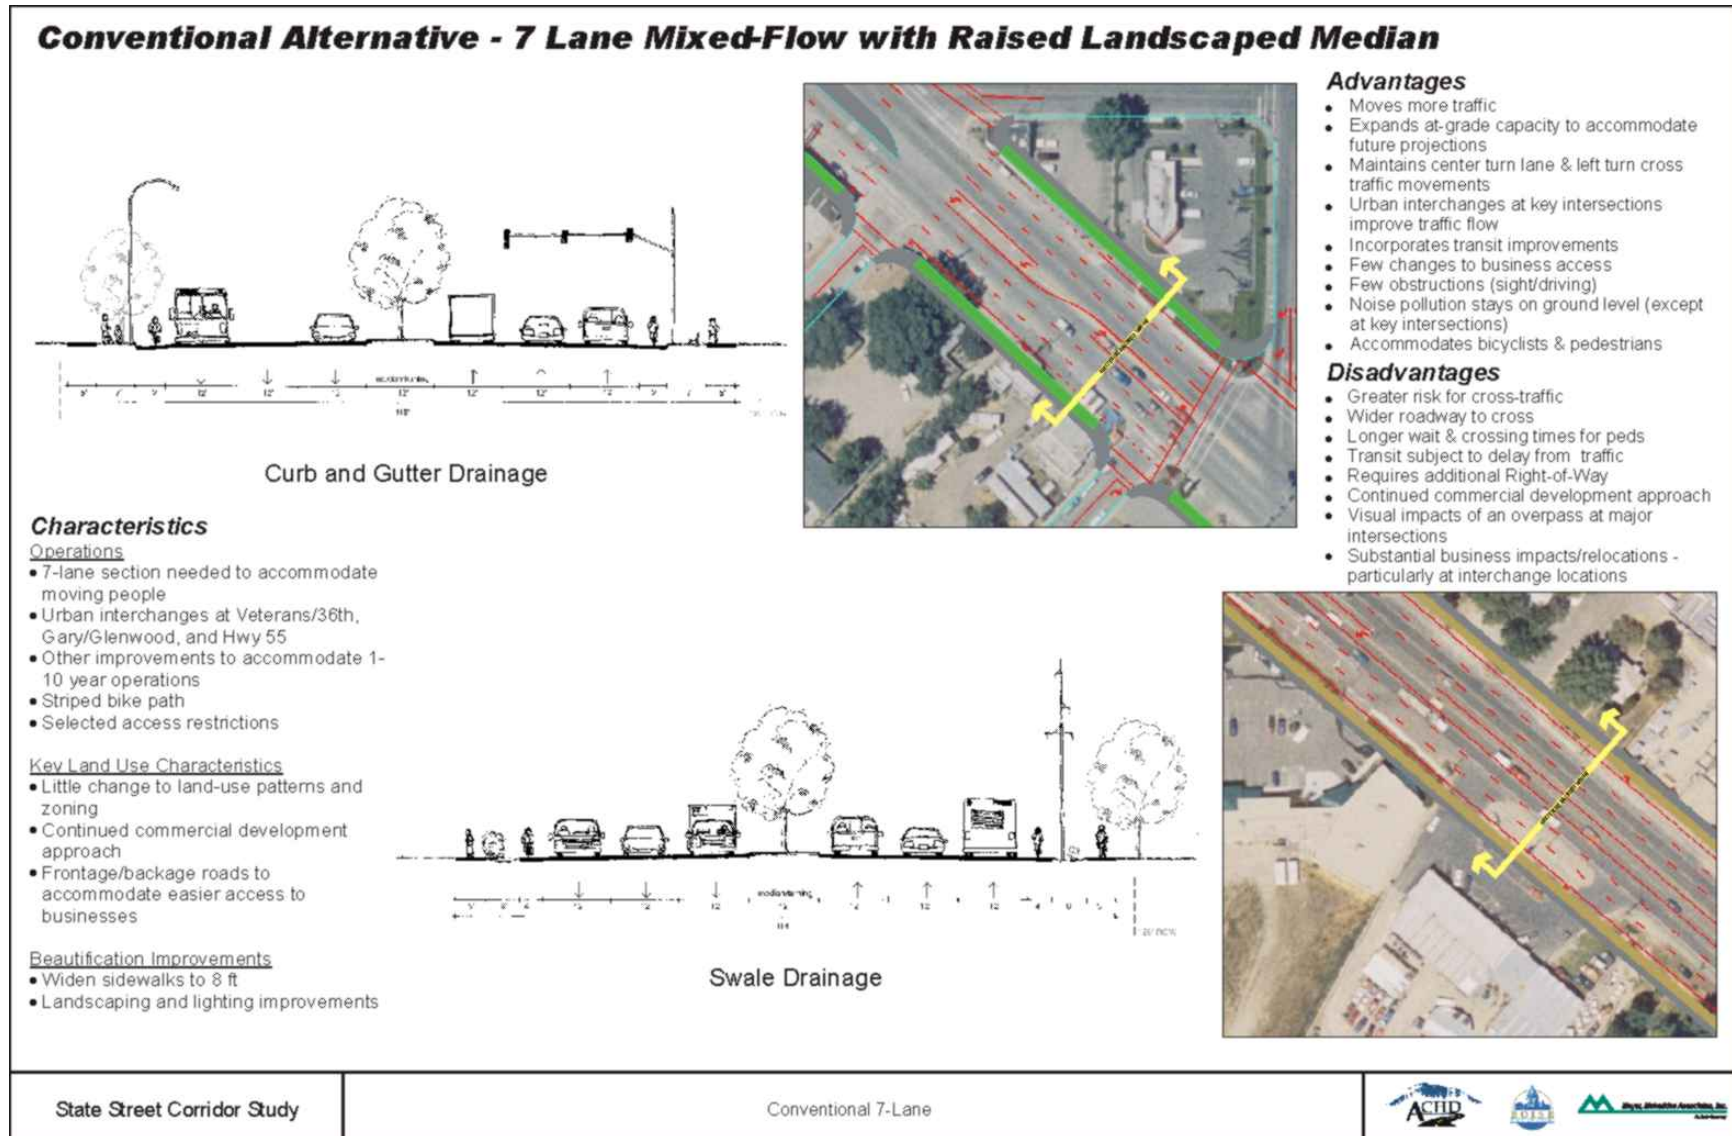 Conventional Alternative - 7 Lane Mixed-Flow with Raised Landscaped Median
Curb and Gutter Drainage
Characteristics
Operations
• 7-lane section needed to accommodate
moving people
• Urban interchanges at Veterans/36th,
Gary/Glenwood, and Hwy 55
• Other improvements to accommodate 1-
10 year operations
• Striped bike path
• Selected access restrictions
Key Land Use Characteristics
• Little change to land-use patterns and
zoning
• Continued commercial development
approach
• Frontage/backage roads to
accommodate easier access to
businesses
Beautification Improvements
• Widen sidewalks to 8 ft
• Landscaping and lighting improvements
median/turning
Swale Drainage
Advantages
• Moves more traffic
• Expands at-grade capacity to accommodate
future projections
• Maintains center turn lane & left turn cross
traffic movements
• Urban interchanges at key intersections
improve traffic flow
• Incorporates transit improvements
• Few changes to business access
• Few obstructions (sight/driving)
• Noise pollution stays on ground level (except
at key intersections)
• Accommodates bicyclists & pedestrians
Disadvantages
• Greater risk for cross-traffic
• Wider roadway to cross
• Longer wait & crossing times for peds
• Transit subject to delay from traffic
• Requires additional Right-of-Way
• Continued commercial development approach
• Visual impacts of an overpass at major
intersections
• Substantial business impacts/relocations -
particularly at interchange locations
State Street Corridor Study
Conventional 7-Lane
ACHD
BOISE